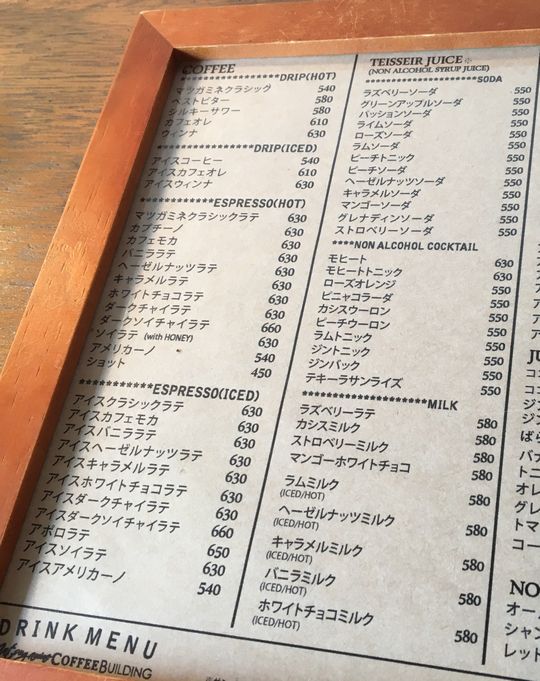 COFFEE
******************DRIP(HOT)
マツガミネクラシック 540
ベストビター 580
シルキーサワー 580
カフェオレ 610
ウィンナ 630
***************DRIP(ICED)
アイスコーヒー 540
アイスカフェオレ 610
アイスウィンナ 630
*************ESPRESSO(HOT)
マツガミネクラシックラテ 630
カプチーノ 630
カフェモカ 630
バニララテ 630
ヘーゼルナッツラテ 630
キャラメルラテ 630
ホワイトチョコラテ 630
ダークチャイラテ 630
ダークソイチャイラテ 660
ソイラテ (with HONEY) 630
アメリカーノ 540
ショット 450
***********ESPRESSO(ICED)
アイスクラシックラテ 630
アイスカフェモカ 630
アイスバニララテ 630
アイスヘーゼルナッツラテ 630
アイスキャラメルラテ 630
アイスホワイトチョコラテ 630
アイスダークチャイラテ 630
アイスダークソイチャイラテ 660
アポロラテ 650
アイスソイラテ 630
アイスアメリカーノ 540
TEISSEIR JUICE※
(NON ALCOHOL SYRUP JUICE)
*********************SODA
ラズベリーソーダ 550
グリーンアップルソーダ 550
パッションソーダ 550
ライムソーダ 550
ローズソーダ 550
ラムソーダ 550
ピーチトニック 550
ピーチソーダ 550
ヘーゼルナッツソーダ 550
キャラメルソーダ 550
マンゴーソーダ 550
グレナディンソーダ 550
ストロベリーソーダ 550
****NON ALCOHOL COCKTAIL
モヒート 630
モヒートトニック 630
ローズオレンジ 550
ピニャコラーダ 550
カシスウーロン 550
ピーチウーロン 550
ラムトニック 550
ジントニック 550
ジンバック 550
テキーラサンライズ 550
*********************MILK
ラズベリーラテ 580
カシスミルク 580
ストロベリーミルク 580
マンゴーホワイトチョコ 580
ラムミルク 580
(ICED/HOT)
ヘーゼルナッツミルク 580
(ICED/HOT)
キャラメルミルク 580
(ICED/HOT)
バニラミルク 580
(ICED/HOT)
ホワイトチョコミルク 580
(ICED/HOT)
DRINK MENU
COFFEE BUILDING